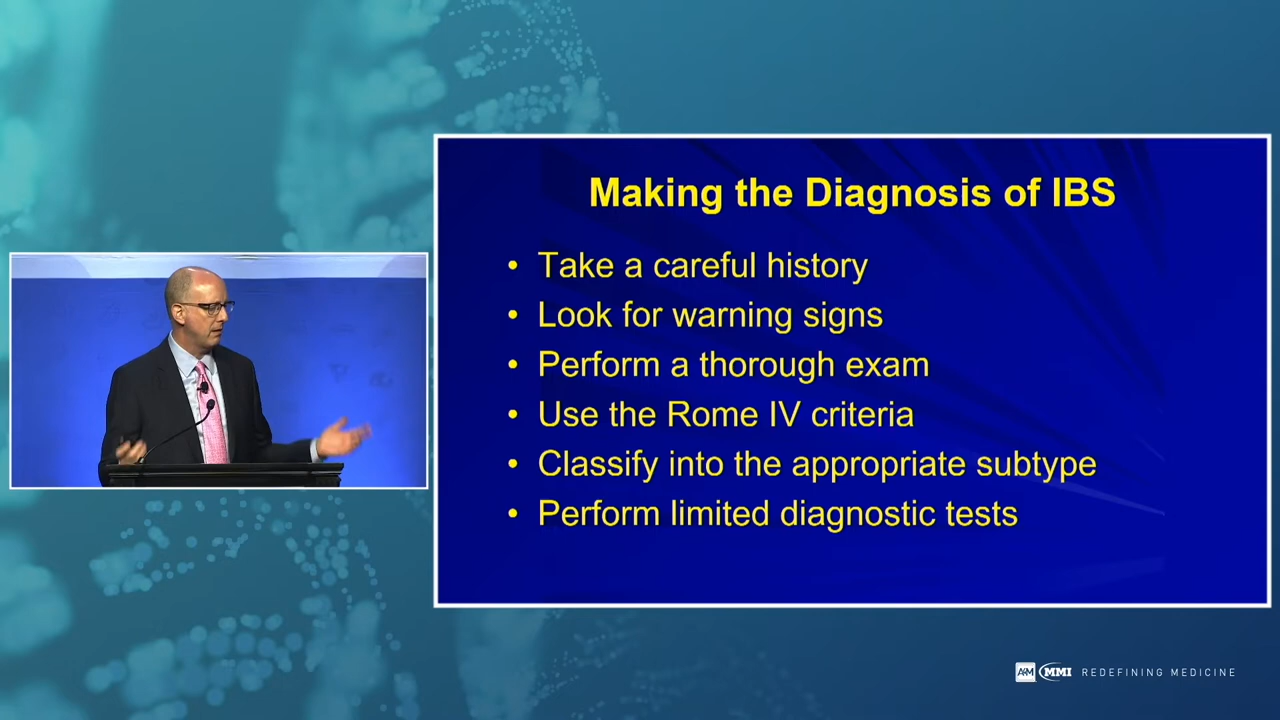 Making the Diagnosis of IBS
• Take a careful history
• Look for warning signs
• Perform a thorough exam
• Use the Rome IV criteria
• Classify into the appropriate subtype
• Perform limited diagnostic tests
A4M MMI REDEFINING MEDICINE